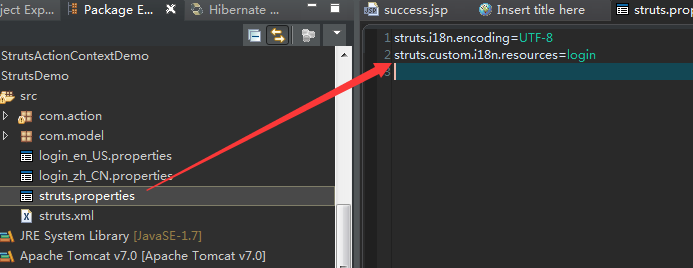 ject Exp...
Package E...
Hibernate
StrutsActionContextDemo
StrutsDemo
src
com.action
com.model
login_en_US.properties
login_zh_CN.properties
struts.properties
struts.xml
JRE System Library [JavaSE-1.7]
Apache Tomcat v7.0 [Apache Tomcat v7.0]
success.jsp
Insert title here
struts.pro
1 struts.i18n.encoding=UTF-8
2 struts.custom.i18n.resources=login
3